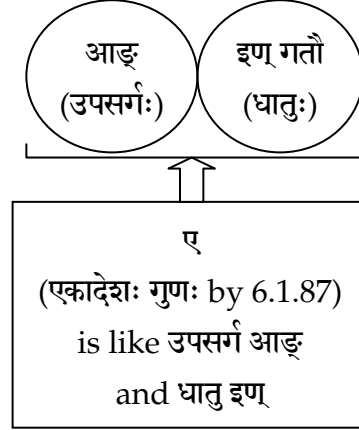 आङ् इण् गतौ
(उपसर्गः) (धातुः)
ए
(एकादेशः गुणः by 6.1.87)
is like उपसर्ग आङ्
and धातु इण्